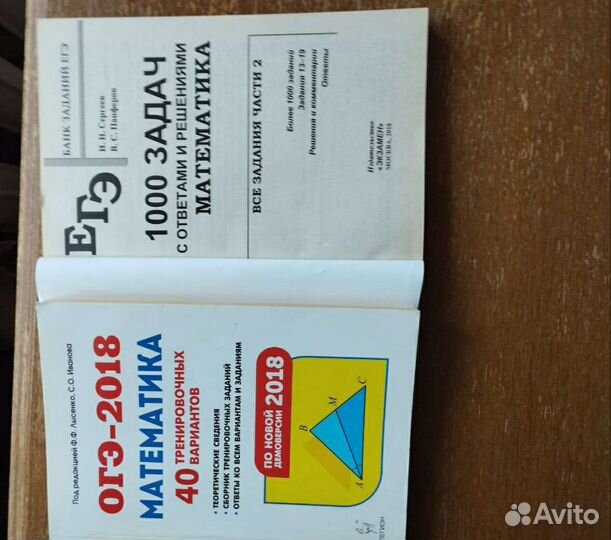 БАНК ЗАДАНИЙ ЕГЭ
И. Н. Сергеев
В. С. Панферов
ЕГЭ
1000 ЗАДАЧ
С ОТВЕТАМИ И РЕШЕНИЯМИ
МАТЕМАТИКА
ВСЕ ЗАДАНИЯ ЧАСТИ 2
Более 1000 заданий
Задания 13–19
Решения и комментарии
Ответы
Издательство
«ЭКЗАМЕН»
МОСКВА, 2018
Под редакцией Ф.Ф. Лысенко, С.О. Иванова
ОГЭ–2018
МАТЕМАТИКА
40 ТРЕНИРОВОЧНЫХ
ВАРИАНТОВ
• ТЕОРЕТИЧЕСКИЕ СВЕДЕНИЯ
• СБОРНИК ТРЕНИРОВОЧНЫХ ЗАДАНИЙ
• ОТВЕТЫ КО ВСЕМ ВАРИАНТАМ И ЗАДАНИЯМ
ПО НОВОЙ
ДЕМОВЕРСИИ 2018
B
M
C
A
ЛЕГИОН
Avito